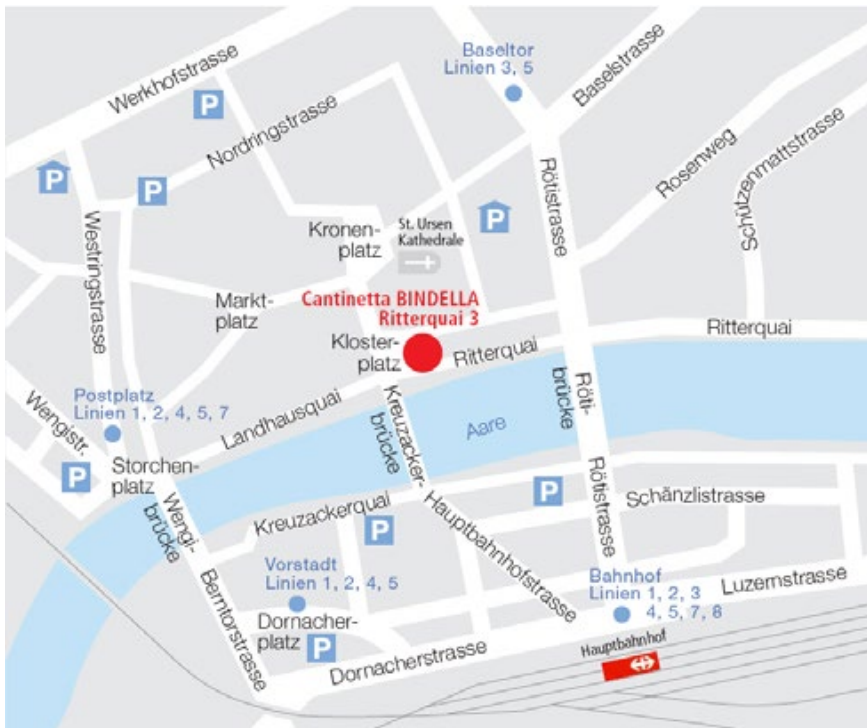 Baseltor
Linien 3, 5
Werkhofstrasse
P
Baselstrasse
Nordringstrasse
P
P
Rötistrasse
Rosenweg
Schützenmattstrasse
Westringstrasse
Kronen-
platz
St. Ursen
Kathedrale
P
Markt-
platz
Cantinetta BINDELLA
Ritterquai 3
Kloster-
platz
Ritterquai
Ritterquai
Landhausquai
Postplatz
Linien 1, 2, 4, 5, 7
Wengistr.
Kreuzacker-
brücke
Aare
Röti-
brücke
Storchen-
platz
P
Wengi-
brücke
Kreuzackerquai
P
Hauptbahnhofstrasse
P
Rötistrasse
Schänzlistrasse
Vorstadt
Linien 1, 2, 4, 5
Berntorstrasse
Dornacher-
platz
P
Dornacherstrasse
Bahnhof
Linien 1, 2, 3
4, 5, 7, 8
Luzernstrasse
Hauptbahnhof